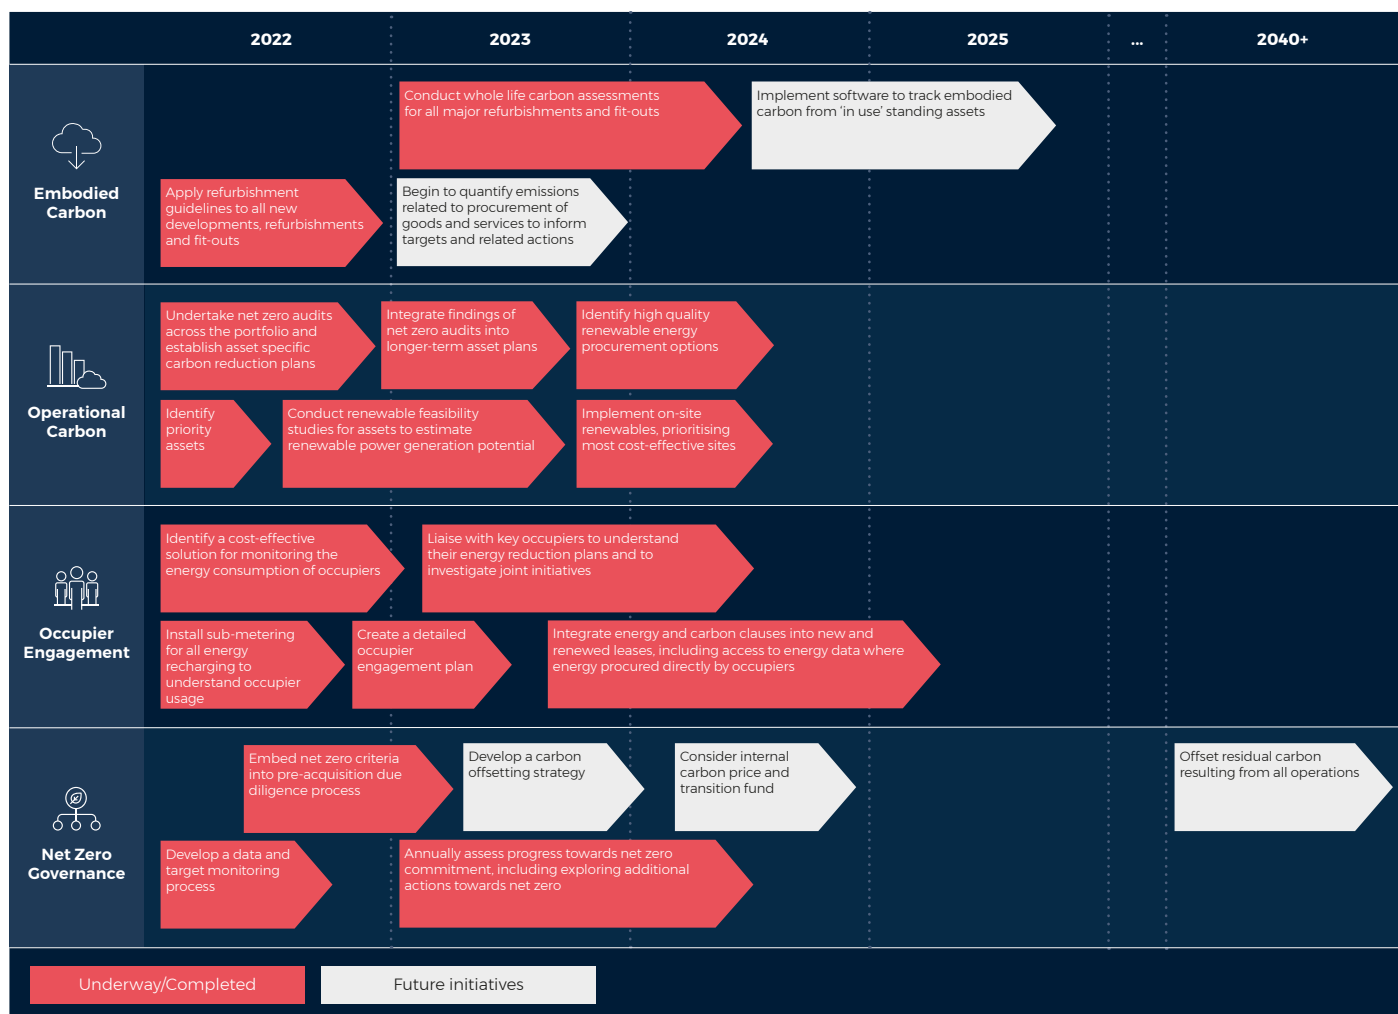 2022
2023
2024
2025
...
2040+
Embodied
Carbon
Conduct whole life carbon assessments
for all major refurbishments and fit-outs
Implement software to track embodied
carbon from ‘in use’ standing assets
Apply refurbishment
guidelines to all new
developments, refurbishments
and fit-outs
Begin to quantify emissions
related to procurement of
goods and services to inform
targets and related actions
Operational
Carbon
Undertake net zero audits
across the portfolio and
establish asset specific
carbon reduction plans
Integrate findings of
net zero audits into
longer-term asset plans
Identify high quality
renewable energy
procurement options
Identify
priority
assets
Conduct renewable feasibility
studies for assets to estimate
renewable power generation potential
Implement on-site
renewables, prioritising
most cost-effective sites
Occupier
Engagement
Identify a cost-effective
solution for monitoring the
energy consumption of occupiers
Liaise with key occupiers to understand
their energy reduction plans and to
investigate joint initiatives
Install sub-metering
for all energy
recharging to
understand occupier
usage
Create a detailed
occupier
engagement plan
Integrate energy and carbon clauses into new and
renewed leases, including access to energy data where
energy procured directly by occupiers
Net Zero
Governance
Embed net zero criteria
into pre-acquisition due
diligence process
Develop a carbon
offsetting strategy
Consider internal
carbon price and
transition fund
Offset residual carbon
resulting from all operations
Develop a data and
target monitoring
process
Annually assess progress towards net zero
commitment, including exploring additional
actions towards net zero
Underway/Completed
Future initiatives